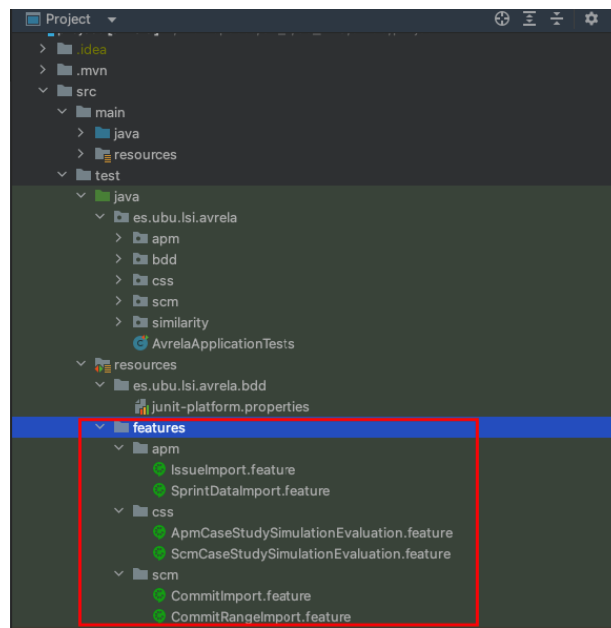 Project
.idea
.mvn
src
main
java
resources
test
java
es.ubu.lsi.avrela
apm
bdd
css
scm
similarity
AvrelaApplicationTests
resources
es.ubu.lsi.avrela.bdd
junit-platform.properties
features
apm
IssueImport.feature
SprintDataImport.feature
css
ApmCaseStudySimulationEvaluation.feature
ScmCaseStudySimulationEvaluation.feature
scm
CommitImport.feature
CommitRangeImport.feature